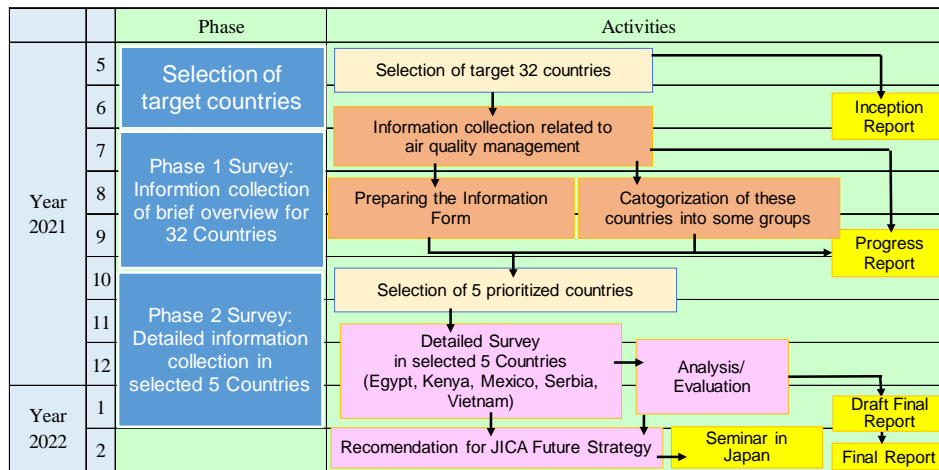 Phase
Activities
Year
2021
5
6
7
8
9
10
11
12
Year
2022
1
2
Selection of
target countries
Phase 1 Survey:
Informtion collection
of brief overview for
32 Countries
Phase 2 Survey:
Detailed information
collection in
selected 5 Countries
Selection of target 32 countries
Inception
Report
Information collection related to
air quality management
Preparing the Information
Form
Catogorization of these
countries into some groups
Progress
Report
Selection of 5 prioritized countries
Detailed Survey
in selected 5 Countries
(Egypt, Kenya, Mexico, Serbia,
Vietnam)
Analysis/
Evaluation
Draft Final
Report
Recomendation for JICA Future Strategy
Seminar in
Japan
Final Report